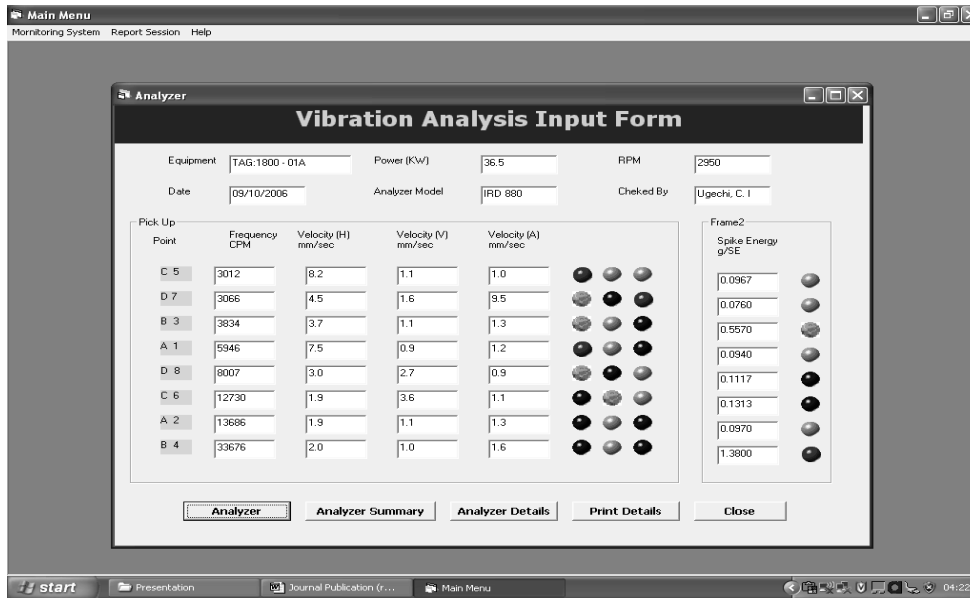 Main Menu
Mornitoring System Report Session Help
Analyzer
Vibration Analysis Input Form
Equipment TAG:1800 - 01A Power (KW) 36.5 RPM 2950
Date 09/10/2006 Analyzer Model IRD 880 Cheked By Ugechi, C. I
Pick Up Frame2
Point Frequency CPM Velocity (H) mm/sec Velocity (V) mm/sec Velocity (A) mm/sec Spike Energy g/SE
C 5 3012 8.2 1.1 1.0 0.0967
D 7 3066 4.5 1.6 9.5 0.0760
B 3 3834 3.7 1.1 1.3 0.5570
A 1 5946 7.5 0.9 1.2 0.0940
D 8 8007 3.0 2.7 0.9 0.1117
C 6 12730 1.9 3.6 1.1 0.1313
A 2 13686 1.9 1.1 1.3 0.0970
B 4 33676 2.0 1.0 1.6 1.3800
Analyzer Analyzer Summary Analyzer Details Print Details Close
start Presentation Journal Publication (r... Main Menu 04:22